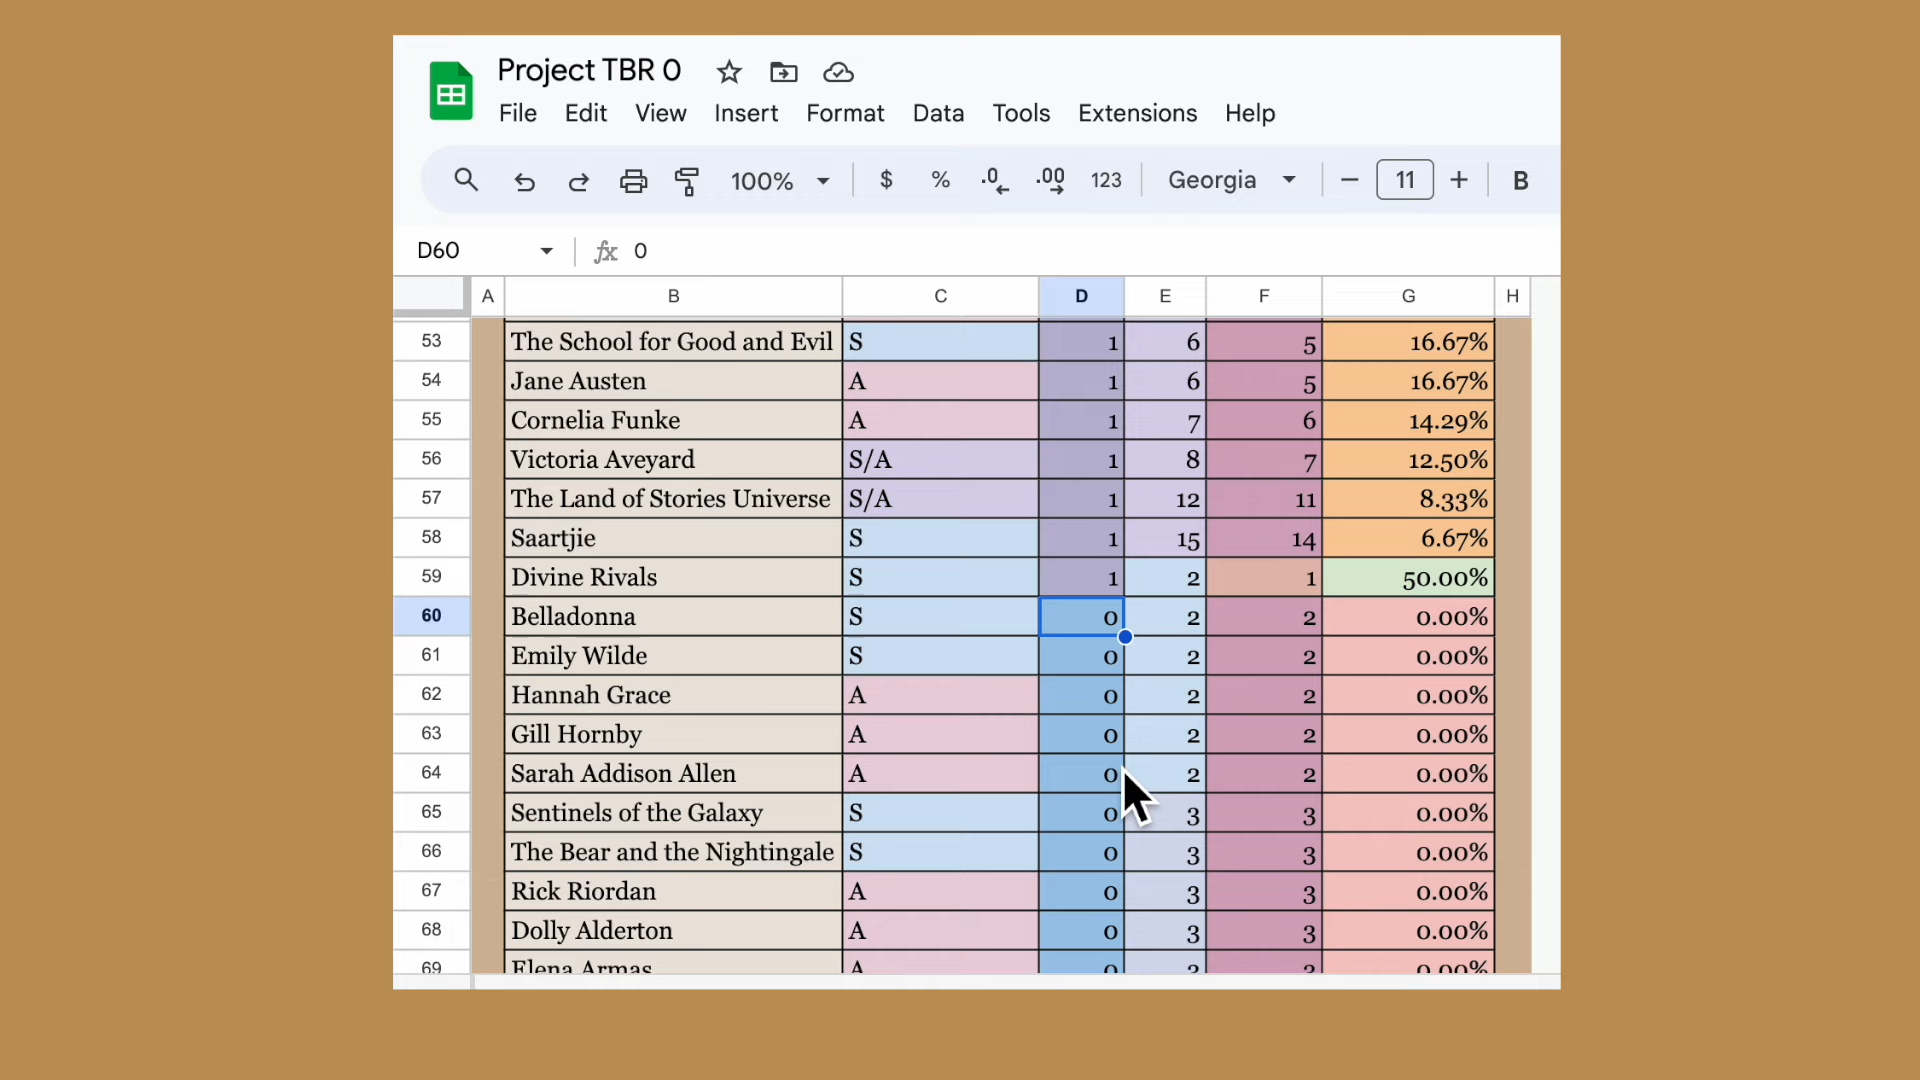 Project TBR 0
File Edit View Insert Format Data Tools Extensions Help
100% $ % .0 .00 123 Georgia 11 B
D60 fx 0
A B C D E F G H
53 The School for Good and Evil S 1 6 5 16.67%
54 Jane Austen A 1 6 5 16.67%
55 Cornelia Funke A 1 7 6 14.29%
56 Victoria Aveyard S/A 1 8 7 12.50%
57 The Land of Stories Universe S/A 1 12 11 8.33%
58 Saartjie S 1 15 14 6.67%
59 Divine Rivals S 1 2 1 50.00%
60 Belladonna S 0 2 2 0.00%
61 Emily Wilde S 0 2 2 0.00%
62 Hannah Grace A 0 2 2 0.00%
63 Gill Hornby A 0 2 2 0.00%
64 Sarah Addison Allen A 0 2 2 0.00%
65 Sentinels of the Galaxy S 0 3 3 0.00%
66 The Bear and the Nightingale S 0 3 3 0.00%
67 Rick Riordan A 0 3 3 0.00%
68 Dolly Alderton A 0 3 3 0.00%
69 Elena Armas A 0 3 3 0.00%